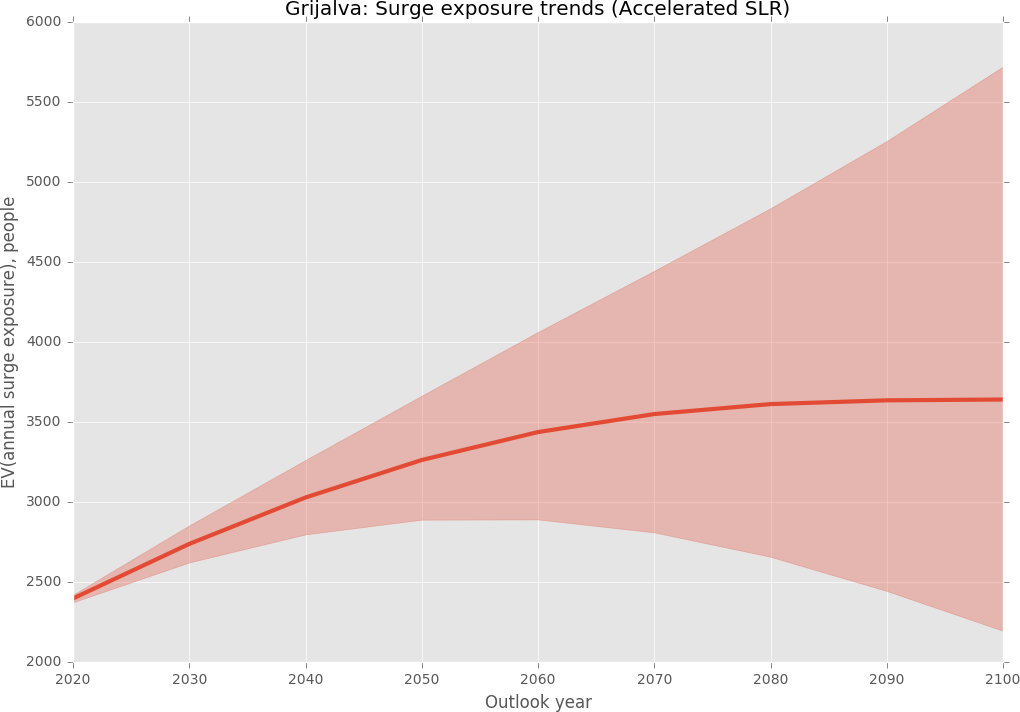 Grijalva: Surge exposure trends (Accelerated SLR)
EV(annual surge exposure), people
6000
5500
5000
4500
4000
3500
3000
2500
2000
2020 2030 2040 2050 2060 2070 2080 2090 2100
Outlook year